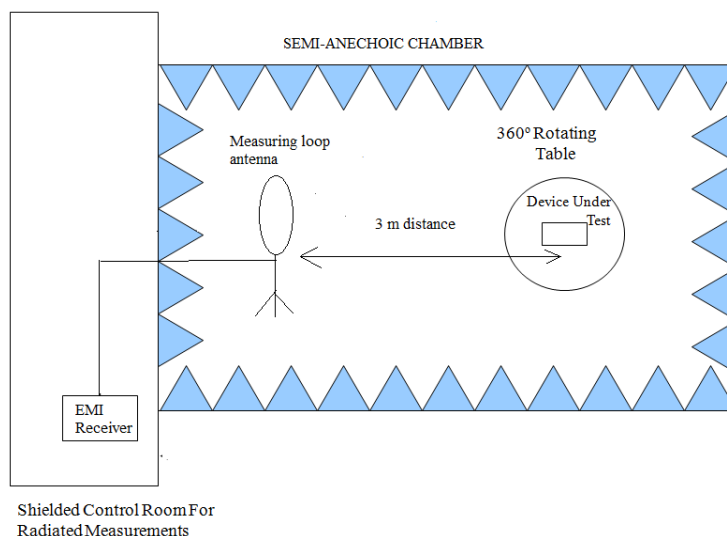 SEMI-ANECHOIC CHAMBER
Measuring loop
antenna
360° Rotating
Table
Device Under
Test
3 m distance
EMI
Receiver
Shielded Control Room For
Radiated Measurements